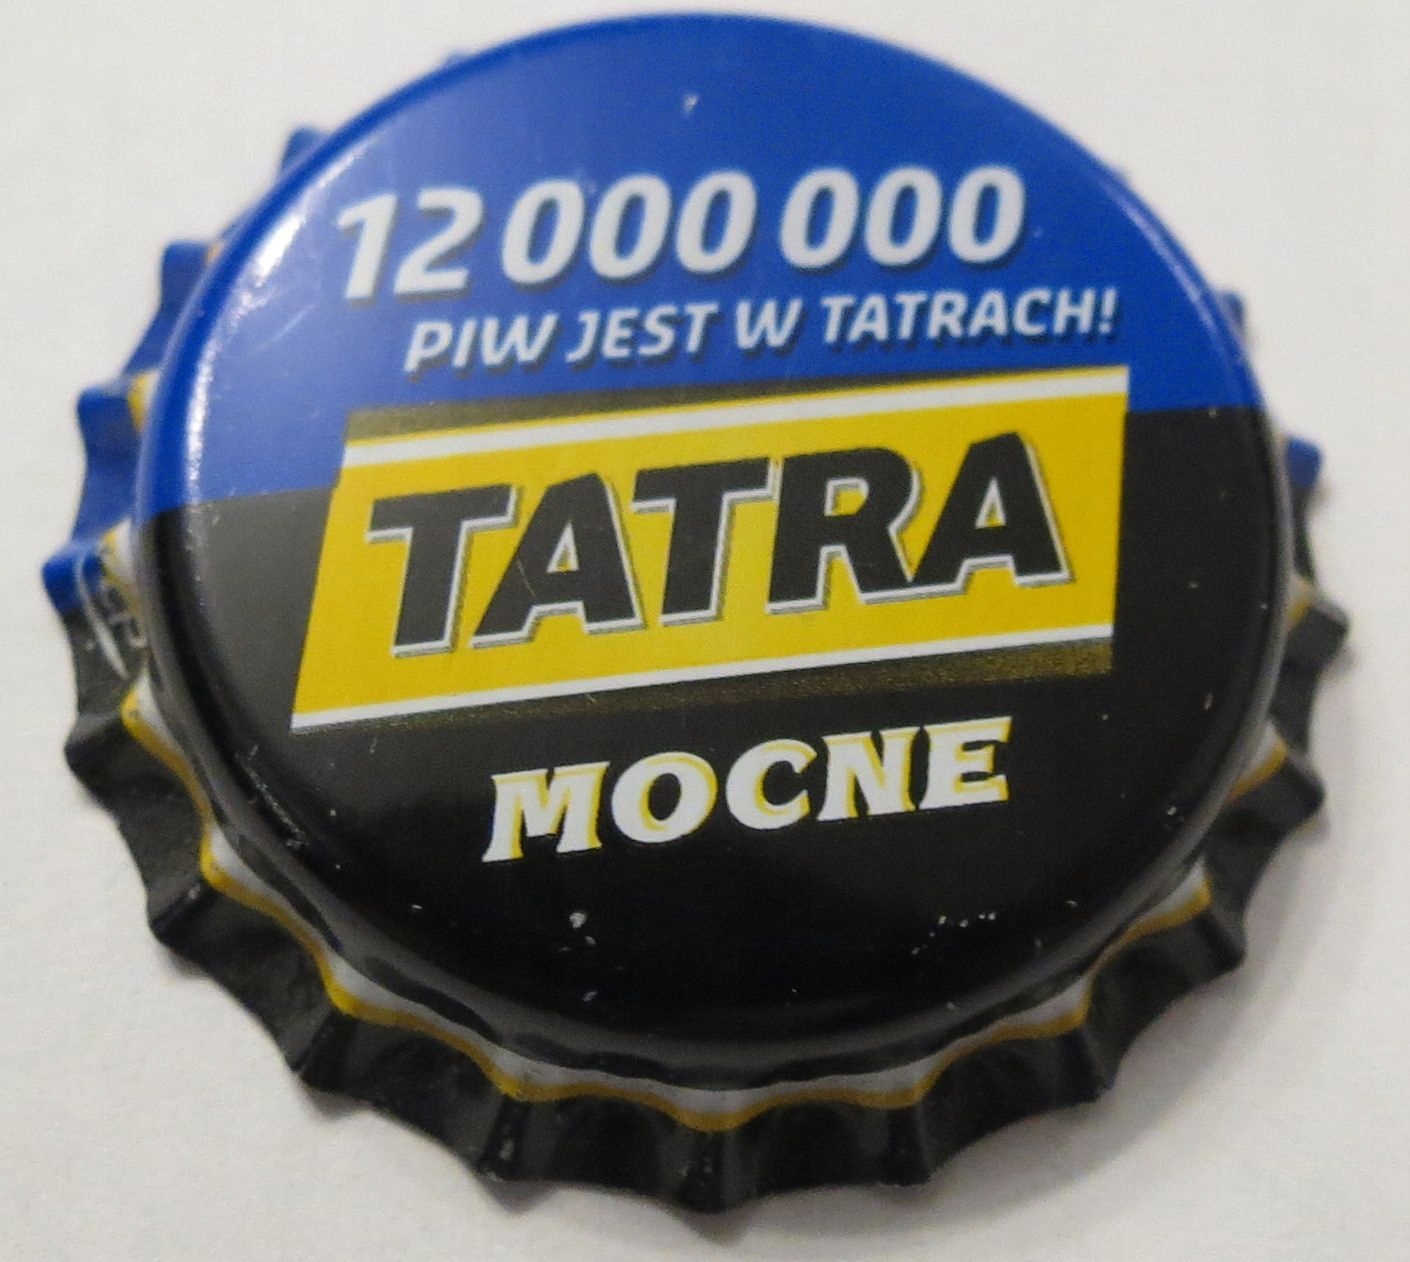 12 000 000
PIW JEST W TATRACH!
TATRA
MOCNE